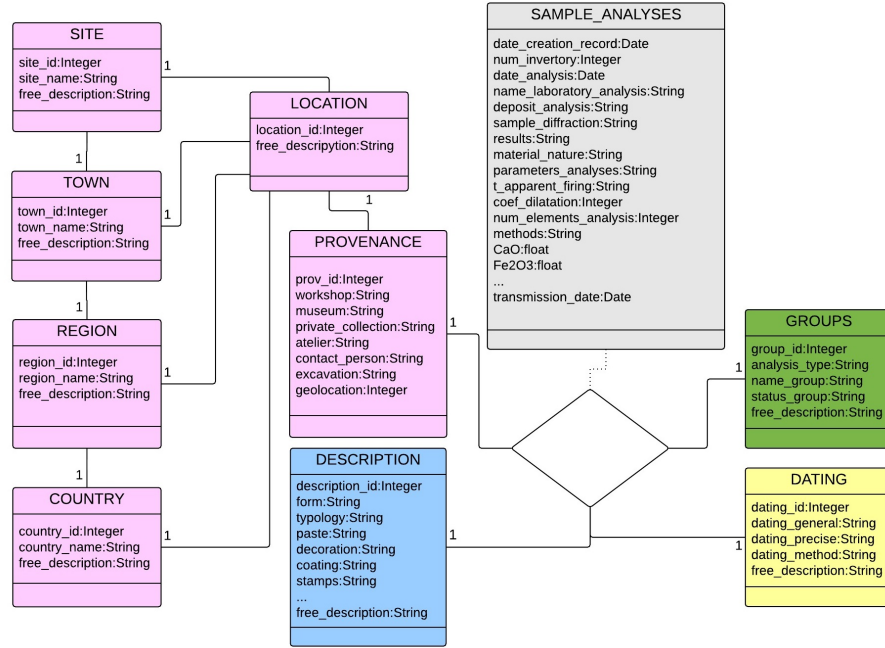 SITE
site_id:Integer
site_name:String
free_description:String
1
1
TOWN
town_id:Integer
town_name:String
free_description:String
1
1
REGION
region_id:Integer
region_name:String
free_description:String
1
1
COUNTRY
country_id:Integer
country_name:String
free_description:String
1
LOCATION
location_id:Integer
free_descripytion:String
1
PROVENANCE
prov_id:Integer
workshop:String
museum:String
private_collection:String
atelier:String
contact_person:String
excavation:String
geolocation:Integer
1
DESCRIPTION
description_id:Integer
form:String
typology:String
paste:String
decoration:String
coating:String
stamps:String
...
free_description:String
1
SAMPLE_ANALYSES
date_creation_record:Date
num_invertory:Integer
date_analysis:Date
name_laboratory_analysis:String
deposit_analysis:String
sample_diffraction:String
results:String
material_nature:String
parameters_analyses:String
t_apparent_firing:String
coef_dilatation:Integer
num_elements_analysis:Integer
methods:String
CaO:float
Fe2O3:float
...
transmission_date:Date
GROUPS
group_id:Integer
analysis_type:String
name_group:String
status_group:String
free_description:String
1
DATING
dating_id:Integer
dating_general:String
dating_precise:String
dating_method:String
free_description:String
1